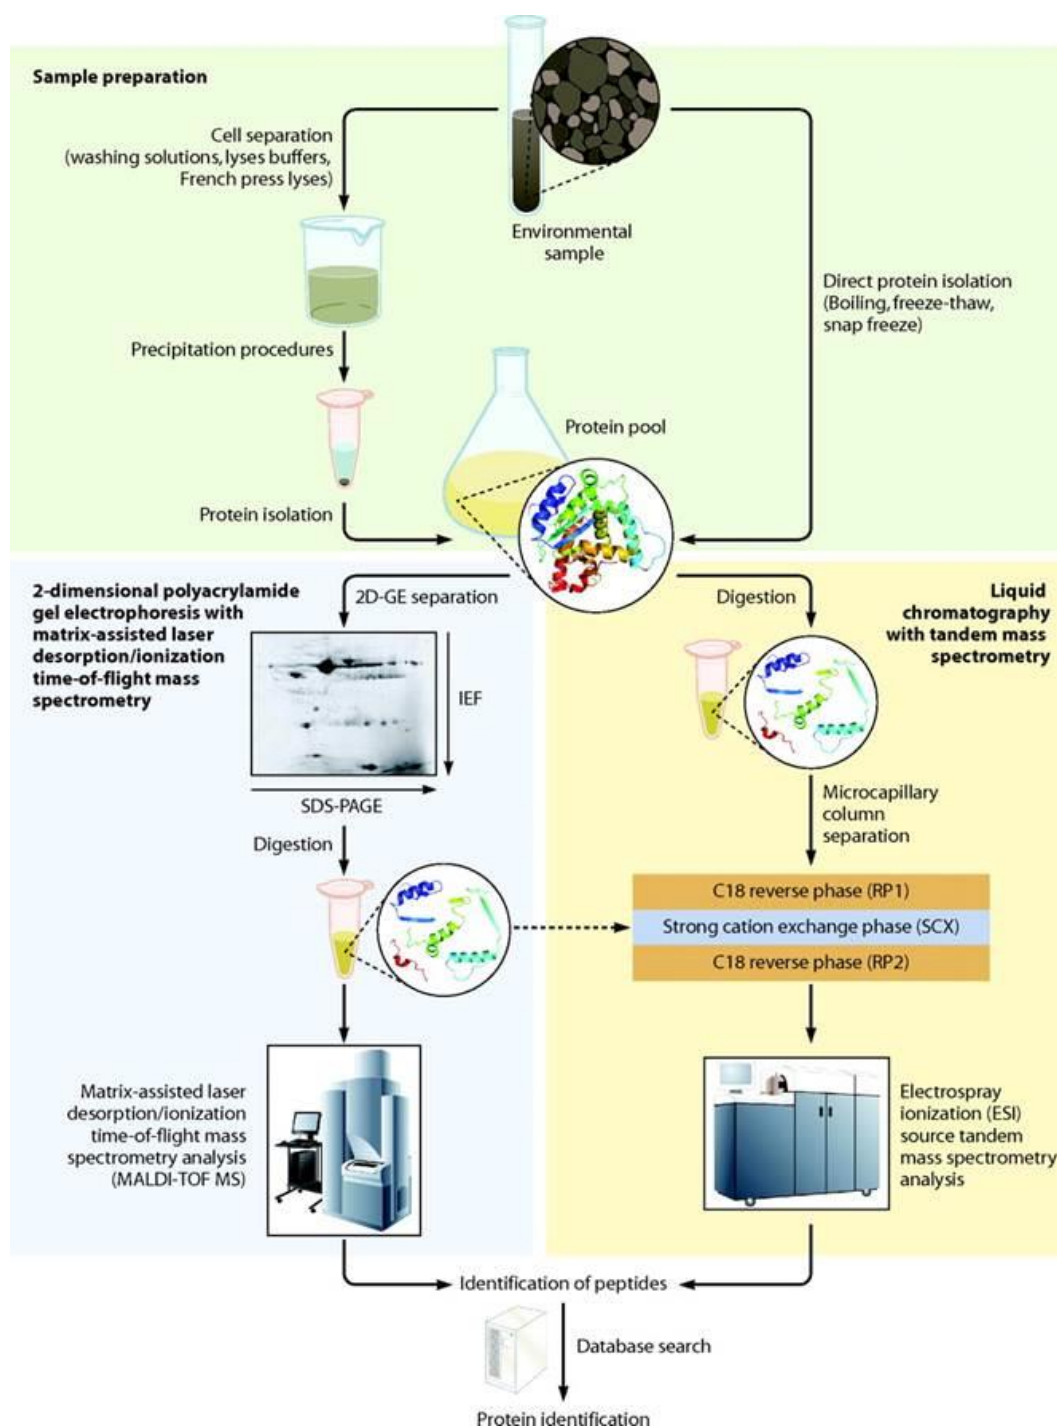 Sample preparation
Cell separation
(washing solutions, lyses buffers,
French press lyses)
Environmental
sample
Direct protein isolation
(Boiling, freeze-thaw,
snap freeze)
Precipitation procedures
Protein pool
Protein isolation
2-dimensional polyacrylamide
gel electrophoresis with
matrix-assisted laser
desorption/ionization
time-of-flight mass
spectrometry
2D-GE separation
IEF
SDS-PAGE
Digestion
Matrix-assisted laser
desorption/ionization
time-of-flight mass
spectrometry analysis
(MALDI-TOF MS)
Digestion
Liquid
chromatography
with tandem mass
spectrometry
Microcapillary
column
separation
C18 reverse phase (RP1)
Strong cation exchange phase (SCX)
C18 reverse phase (RP2)
Electrospray
ionization (ESI)
source tandem
mass spectrometry
analysis
Identification of peptides
Database search
Protein identification